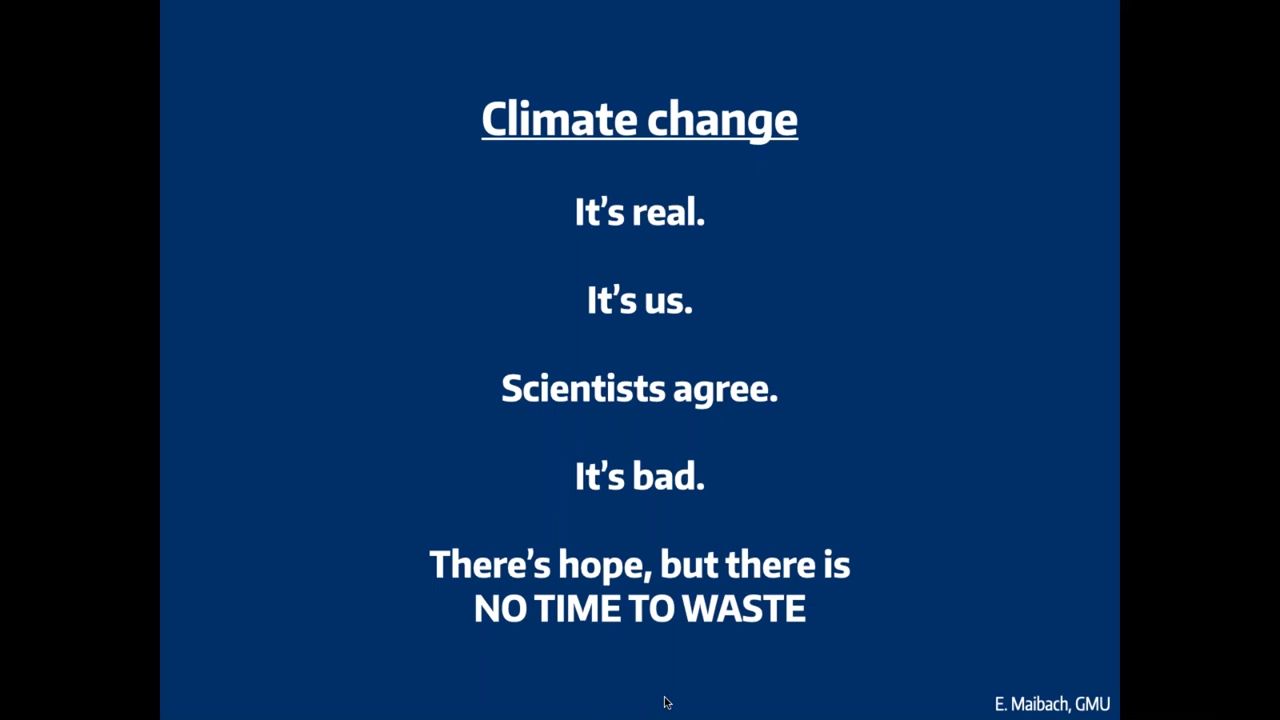 Climate change
It’s real.
It’s us.
Scientists agree.
It’s bad.
There’s hope, but there is
NO TIME TO WASTE
E. Maibach, GMU